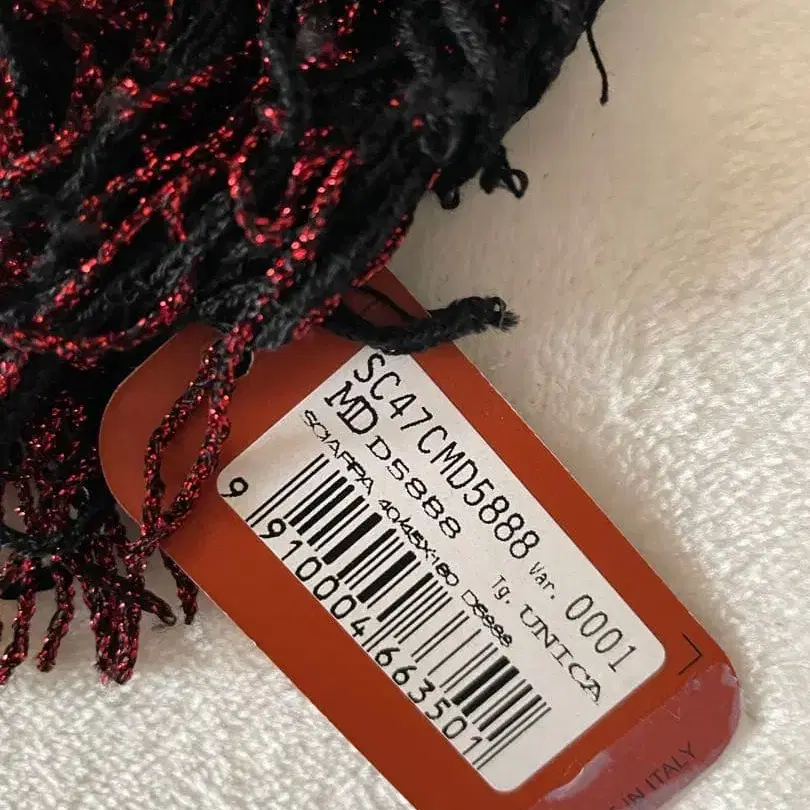 SC47CMD5888 Var. 0001
MD D5888 Tg. UNICA
SCIARPA 40/45X180 D5888
9 910004 663501
IN ITALY